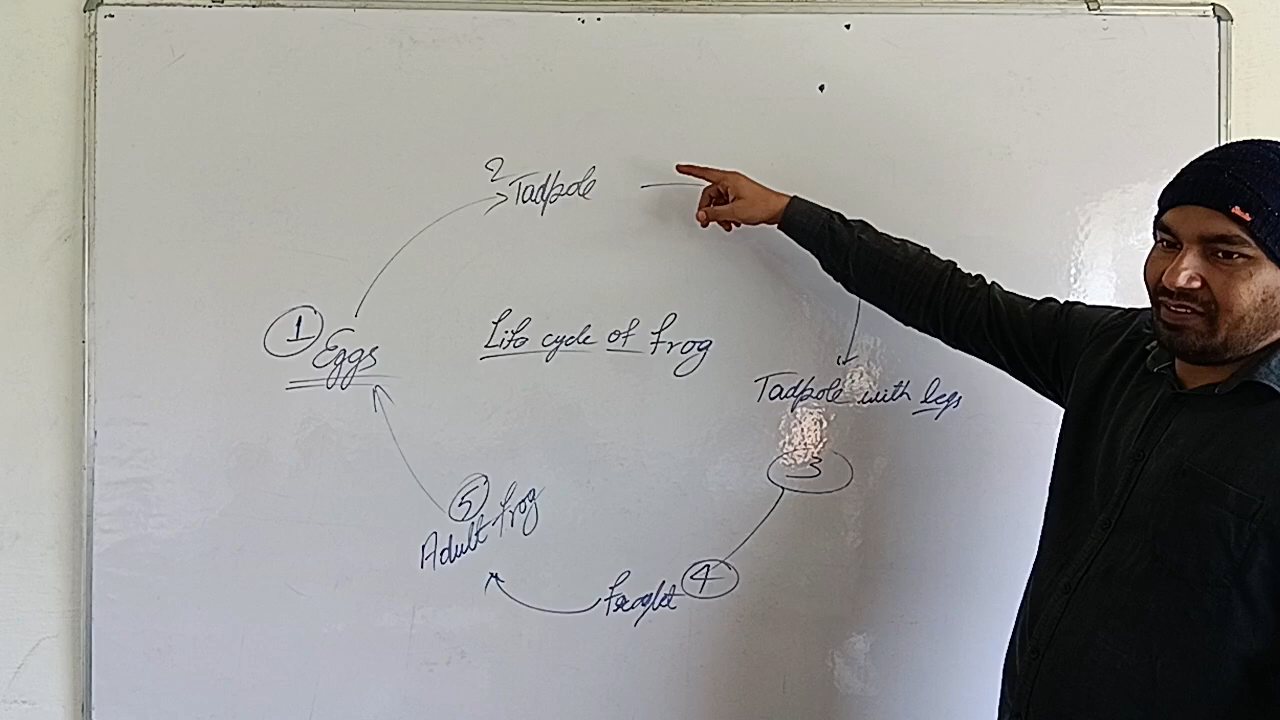 2 Tadpole
Life cycle of frog
1 Eggs
Tadpole with legs
3
5
Adult frog
Froglet 4